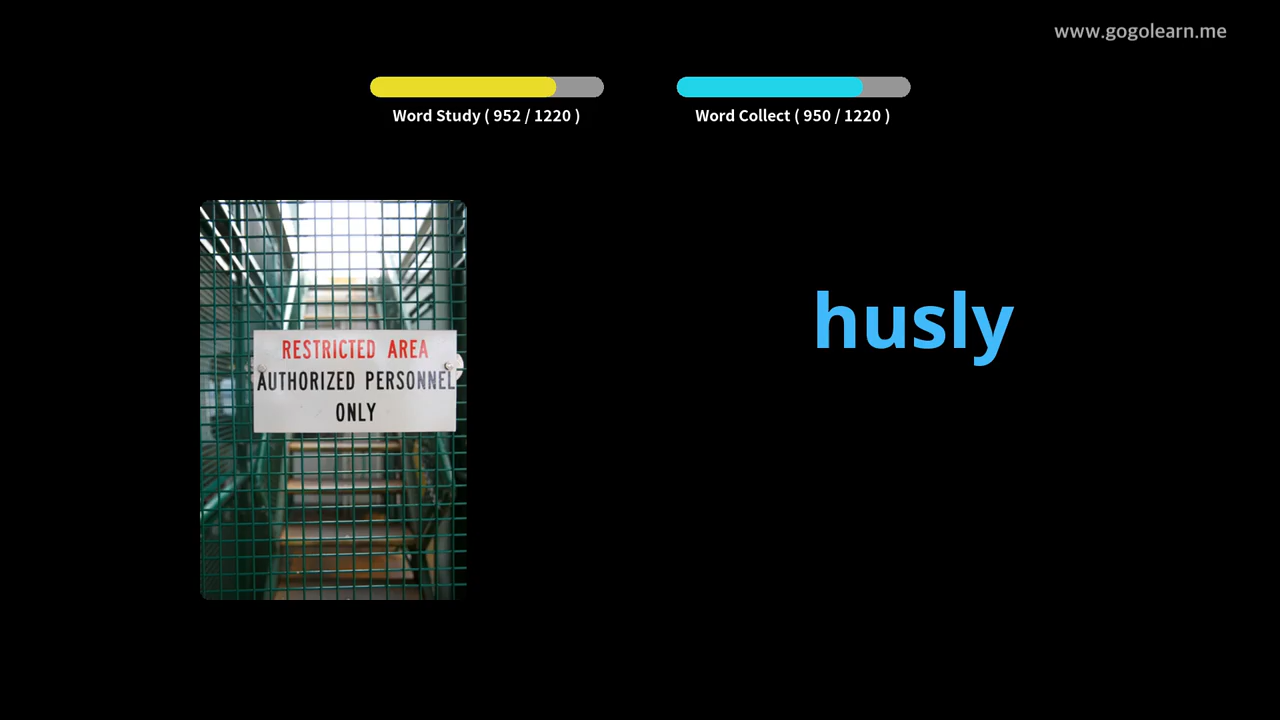 www.gogolearn.me
Word Study ( 952 / 1220 )
Word Collect ( 950 / 1220 )
RESTRICTED AREA
AUTHORIZED PERSONNEL
ONLY
husly